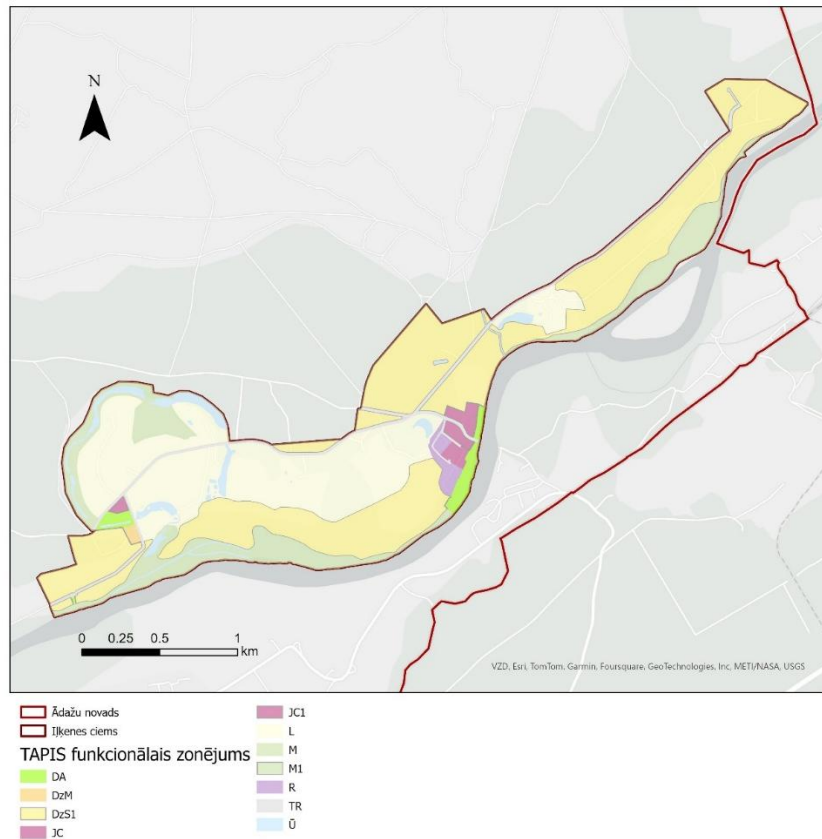 N
0 0.25 0.5 1
km
VZD, Esri, TomTom, Garmin, Foursquare, GeoTechnologies, Inc, METI/NASA, USGS
Ādažu novads
Iļķenes ciems
TAPIS funkcionālais zonējums
DA
DzM
DzS1
JC
JC1
L
M
M1
R
TR
Ū